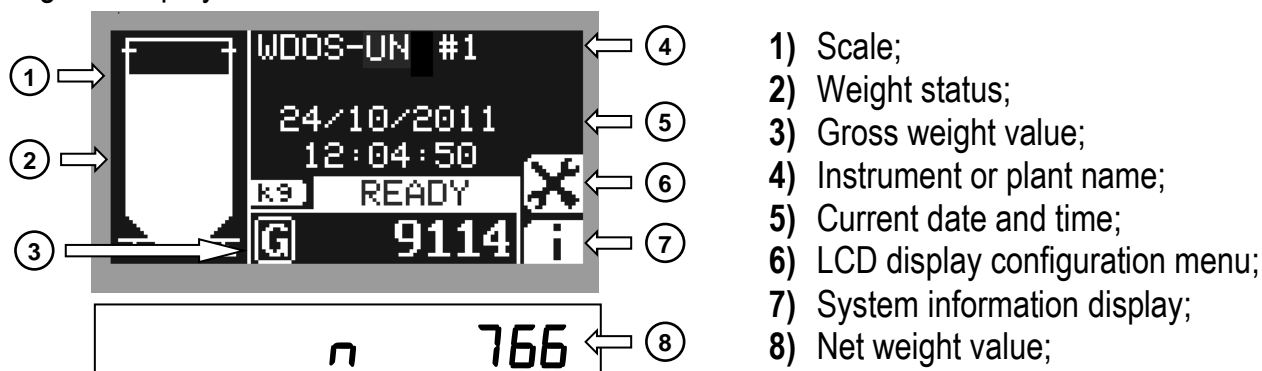 WDOS-UN #1
24/10/2011
12:04:50
kg READY
G 9114
i
n 766
1
2
3
4
5
6
7
8
1) Scale;
2) Weight status;
3) Gross weight value;
4) Instrument or plant name;
5) Current date and time;
6) LCD display configuration menu;
7) System information display;
8) Net weight value;